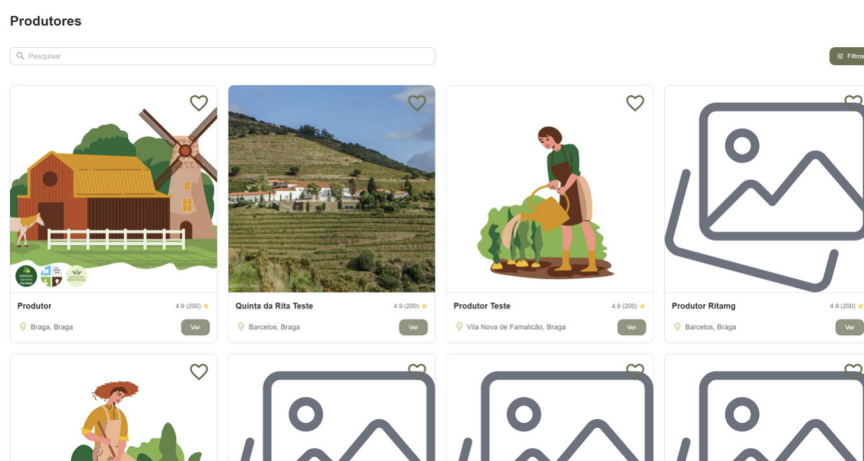 Produtores
Pesquisar
Filtros
Produtor 4.9 (200)
Braga, Braga Ver
Quinta da Rita Teste 4.9 (200)
Barcelos, Braga Ver
Produtor Teste 4.9 (200)
Vila Nova de Famalicão, Braga Ver
Produtor Ritamg 4.9 (200)
Barcelos, Braga Ver